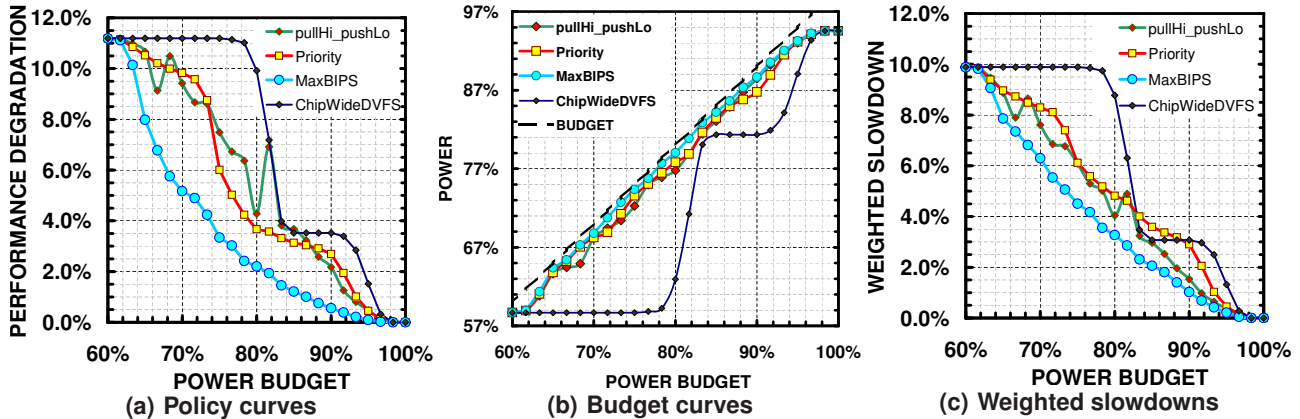 PERFORMANCE DEGRADATION
12.0%
10.0%
8.0%
6.0%
4.0%
2.0%
0.0%
pullHi_pushLo
Priority
MaxBIPS
ChipWideDVFS
60% 70% 80% 90% 100%
POWER BUDGET
(a) Policy curves
POWER
97%
87%
77%
67%
57%
pullHi_pushLo
Priority
MaxBIPS
ChipWideDVFS
BUDGET
60% 70% 80% 90% 100%
POWER BUDGET
(b) Budget curves
WEIGHTED SLOWDOWN
12.0%
10.0%
8.0%
6.0%
4.0%
2.0%
0.0%
pullHi_pushLo
Priority
MaxBIPS
ChipWideDVFS
60% 70% 80% 90% 100%
POWER BUDGET
(c) Weighted slowdowns